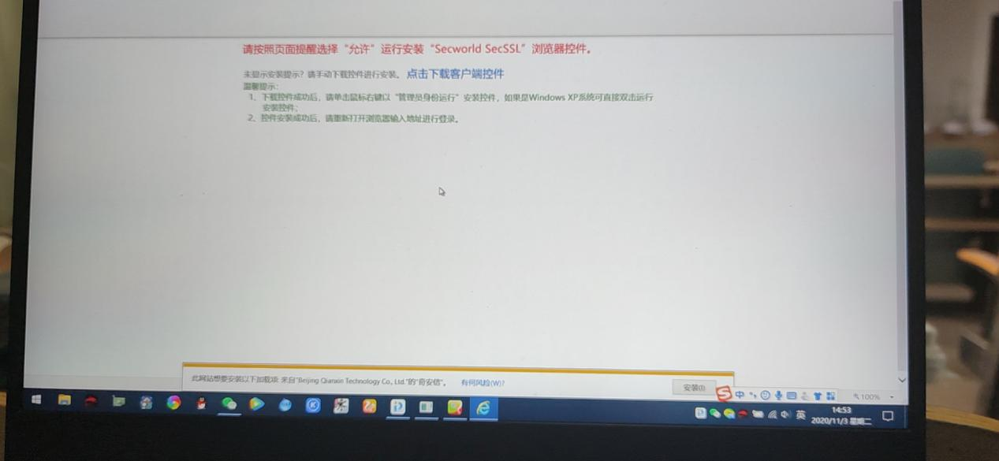 请按照页面提醒选择“允许”运行安装“Secworld SecSSL”浏览器控件。
未显示安装提示？请手动下载控件进行安装。 点击下载客户端控件
温馨提示：
1、下载控件成功后，请单击鼠标右键以“管理员身份运行”安装控件，如果是Windows XP系统可直接双击运行
安装控件；
2、控件安装成功后，请重新打开浏览器输入地址进行登录。
此网站想要安装以下加载项: 来自"Beijing Qianxin Technology Co., Ltd."的"奇安信"。 有何风险(W)? 安装(I)
中
100%
英
14:53
2020/11/3 星期二